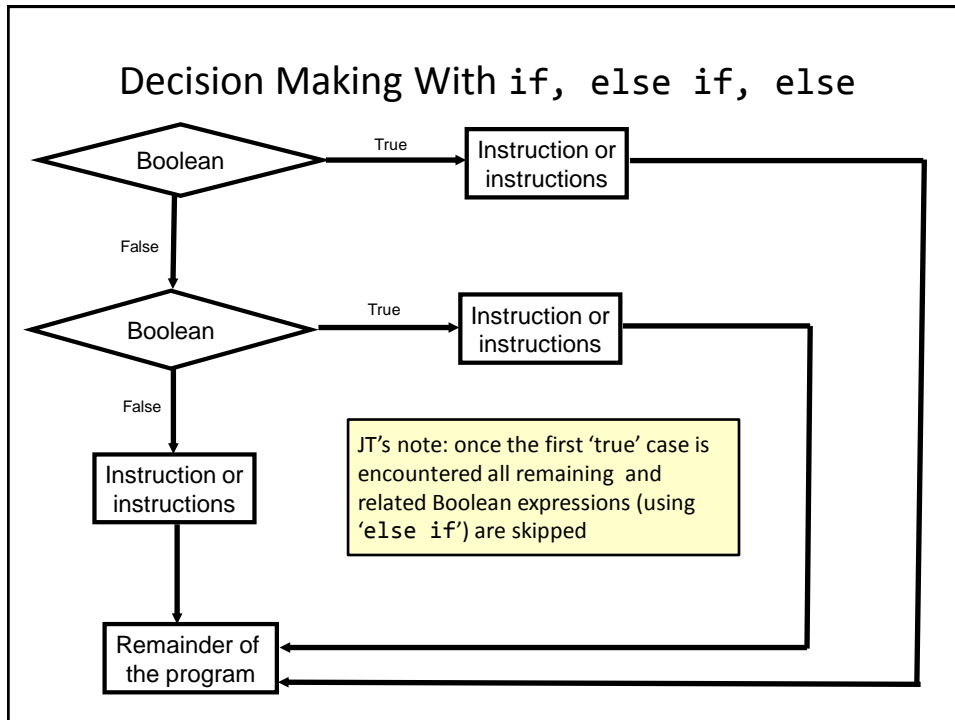 Decision Making With if, else if, else
Boolean
True
Instruction or
instructions
False
Boolean
True
Instruction or
instructions
False
Instruction or
instructions
JT’s note: once the first ‘true’ case is
encountered all remaining and
related Boolean expressions (using
‘else if’) are skipped
Remainder of
the program